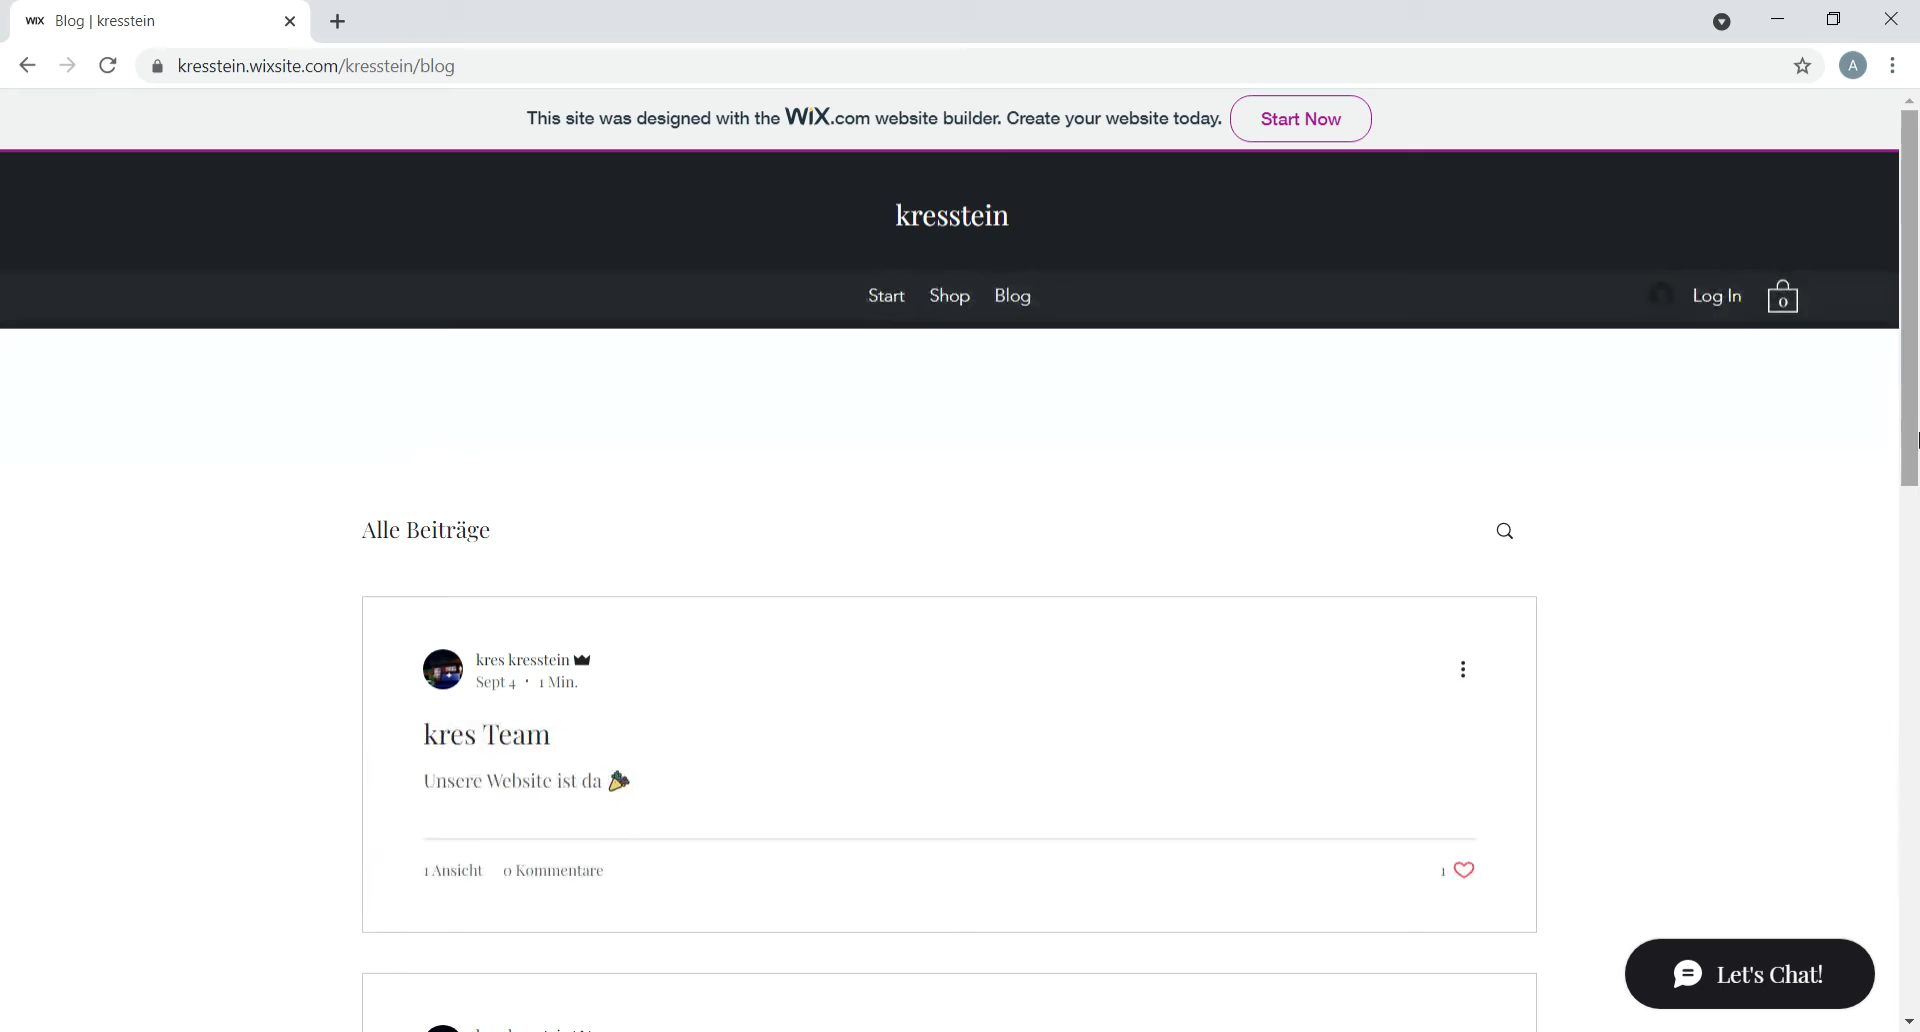 WIX Blog | kresstein
kresstein.wixsite.com/kresstein/blog
A
This site was designed with the WIX.com website builder. Create your website today.
Start Now
kresstein
Start Shop Blog
Log In
0
Alle Beiträge
kres kresstein
Sept 4 · 1 Min.
kres Team
Unsere Website ist da
1 Ansicht 0 Kommentare
1
Let's Chat!